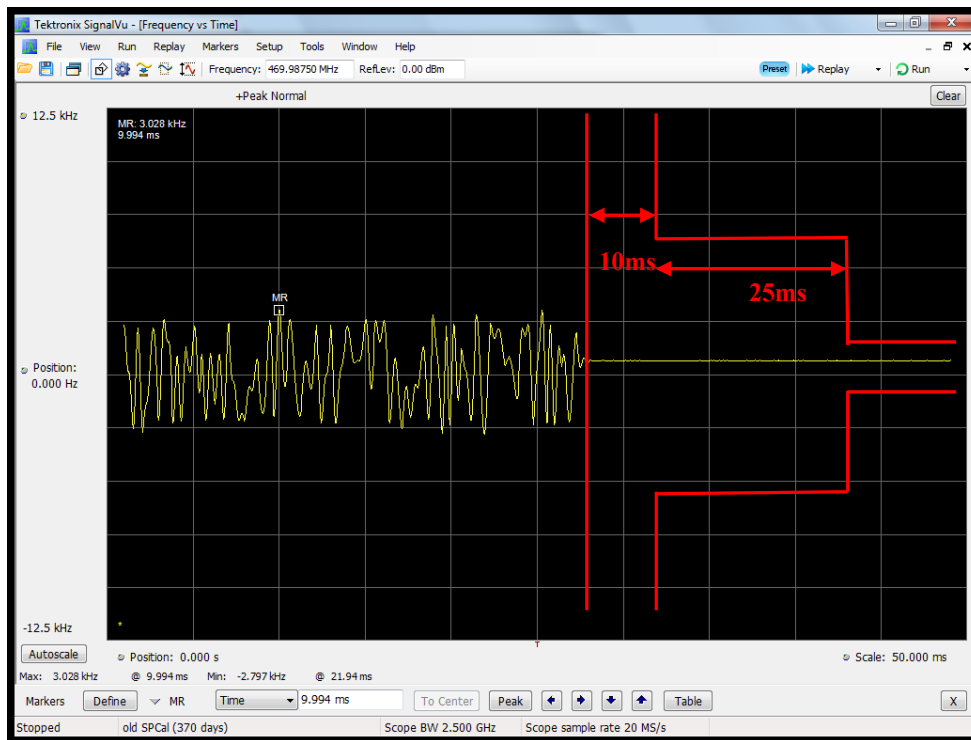 Tektronix SignalVu - [Frequency vs Time]
File View Run Replay Markers Setup Tools Window Help
Frequency: 469.98750 MHz RefLev: 0.00 dBm Preset Replay Run
+Peak Normal Clear
12.5 kHz
MR: 3.028 kHz
9.994 ms
10ms
25ms
MR
Position:
0.000 Hz
-12.5 kHz
*
T
Autoscale Position: 0.000 s Scale: 50.000 ms
Max: 3.028 kHz @ 9.994 ms Min: -2.797 kHz @ 21.94 ms
Markers Define MR Time 9.994 ms To Center Peak Table X
Stopped old SPCal (370 days) Scope BW 2.500 GHz Scope sample rate 20 MS/s